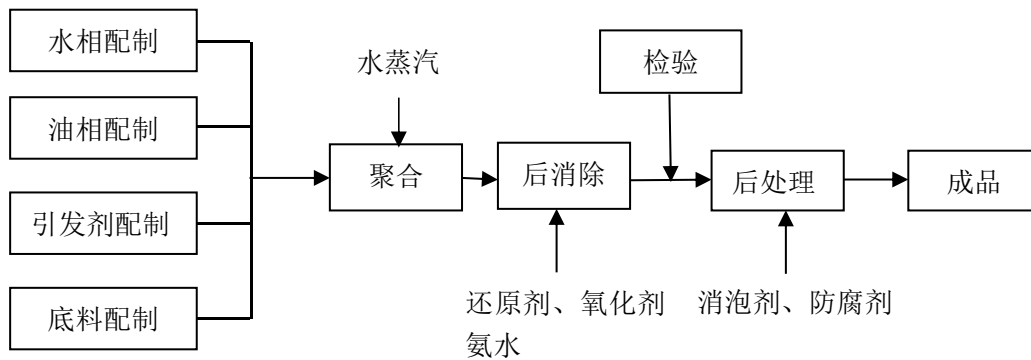 水相配制
油相配制
引发剂配制
底料配制
水蒸汽
聚合
后消除
检验
后处理
成品
还原剂、氧化剂
氨水
消泡剂、防腐剂